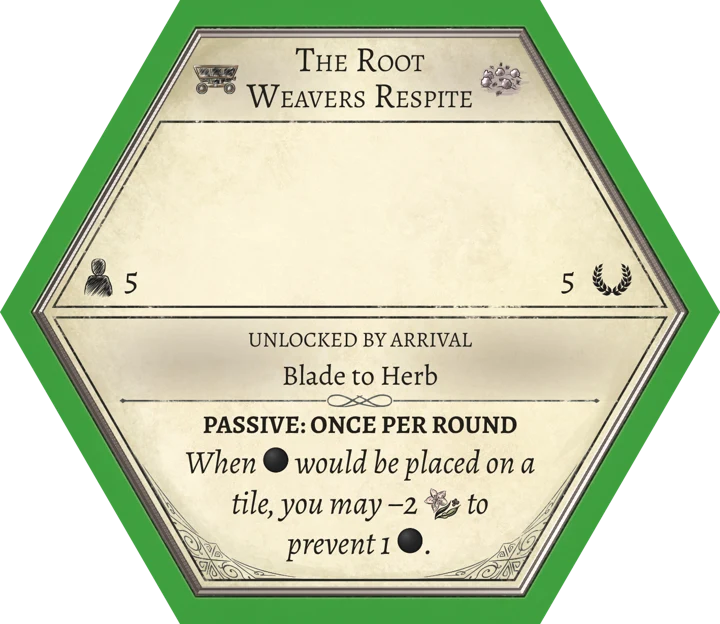 The Root
Weavers Respite
5
5
UNLOCKED BY ARRIVAL
Blade to Herb
PASSIVE: ONCE PER ROUND
When would be placed on a
tile, you may –2 to
prevent 1 .